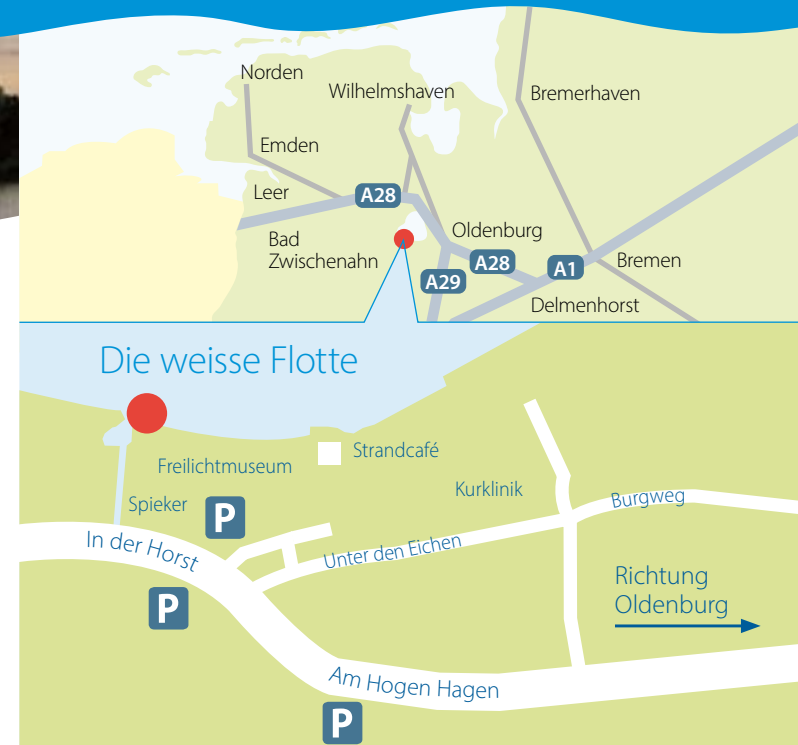 Norden
Wilhelmshaven
Bremerhaven
Emden
Leer
A28
Bad
Zwischenahn
Oldenburg
A28
A29
A1
Bremen
Delmenhorst
Die weisse Flotte
Strandcafé
Freilichtmuseum
Kurklinik
Burgweg
Spieker
P
In der Horst
Unter den Eichen
Richtung
Oldenburg
P
Am Hogen Hagen
P